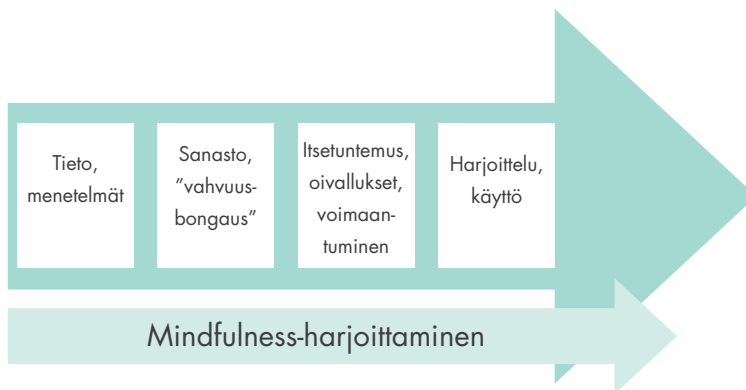 Tieto,
menetelmät
Sanasto,
”vahvuus-
bongaus”
Itsetuntemus,
oivallukset,
voimaan-
tuminen
Harjoittelu,
käyttö
Mindfulness-harjoittaminen